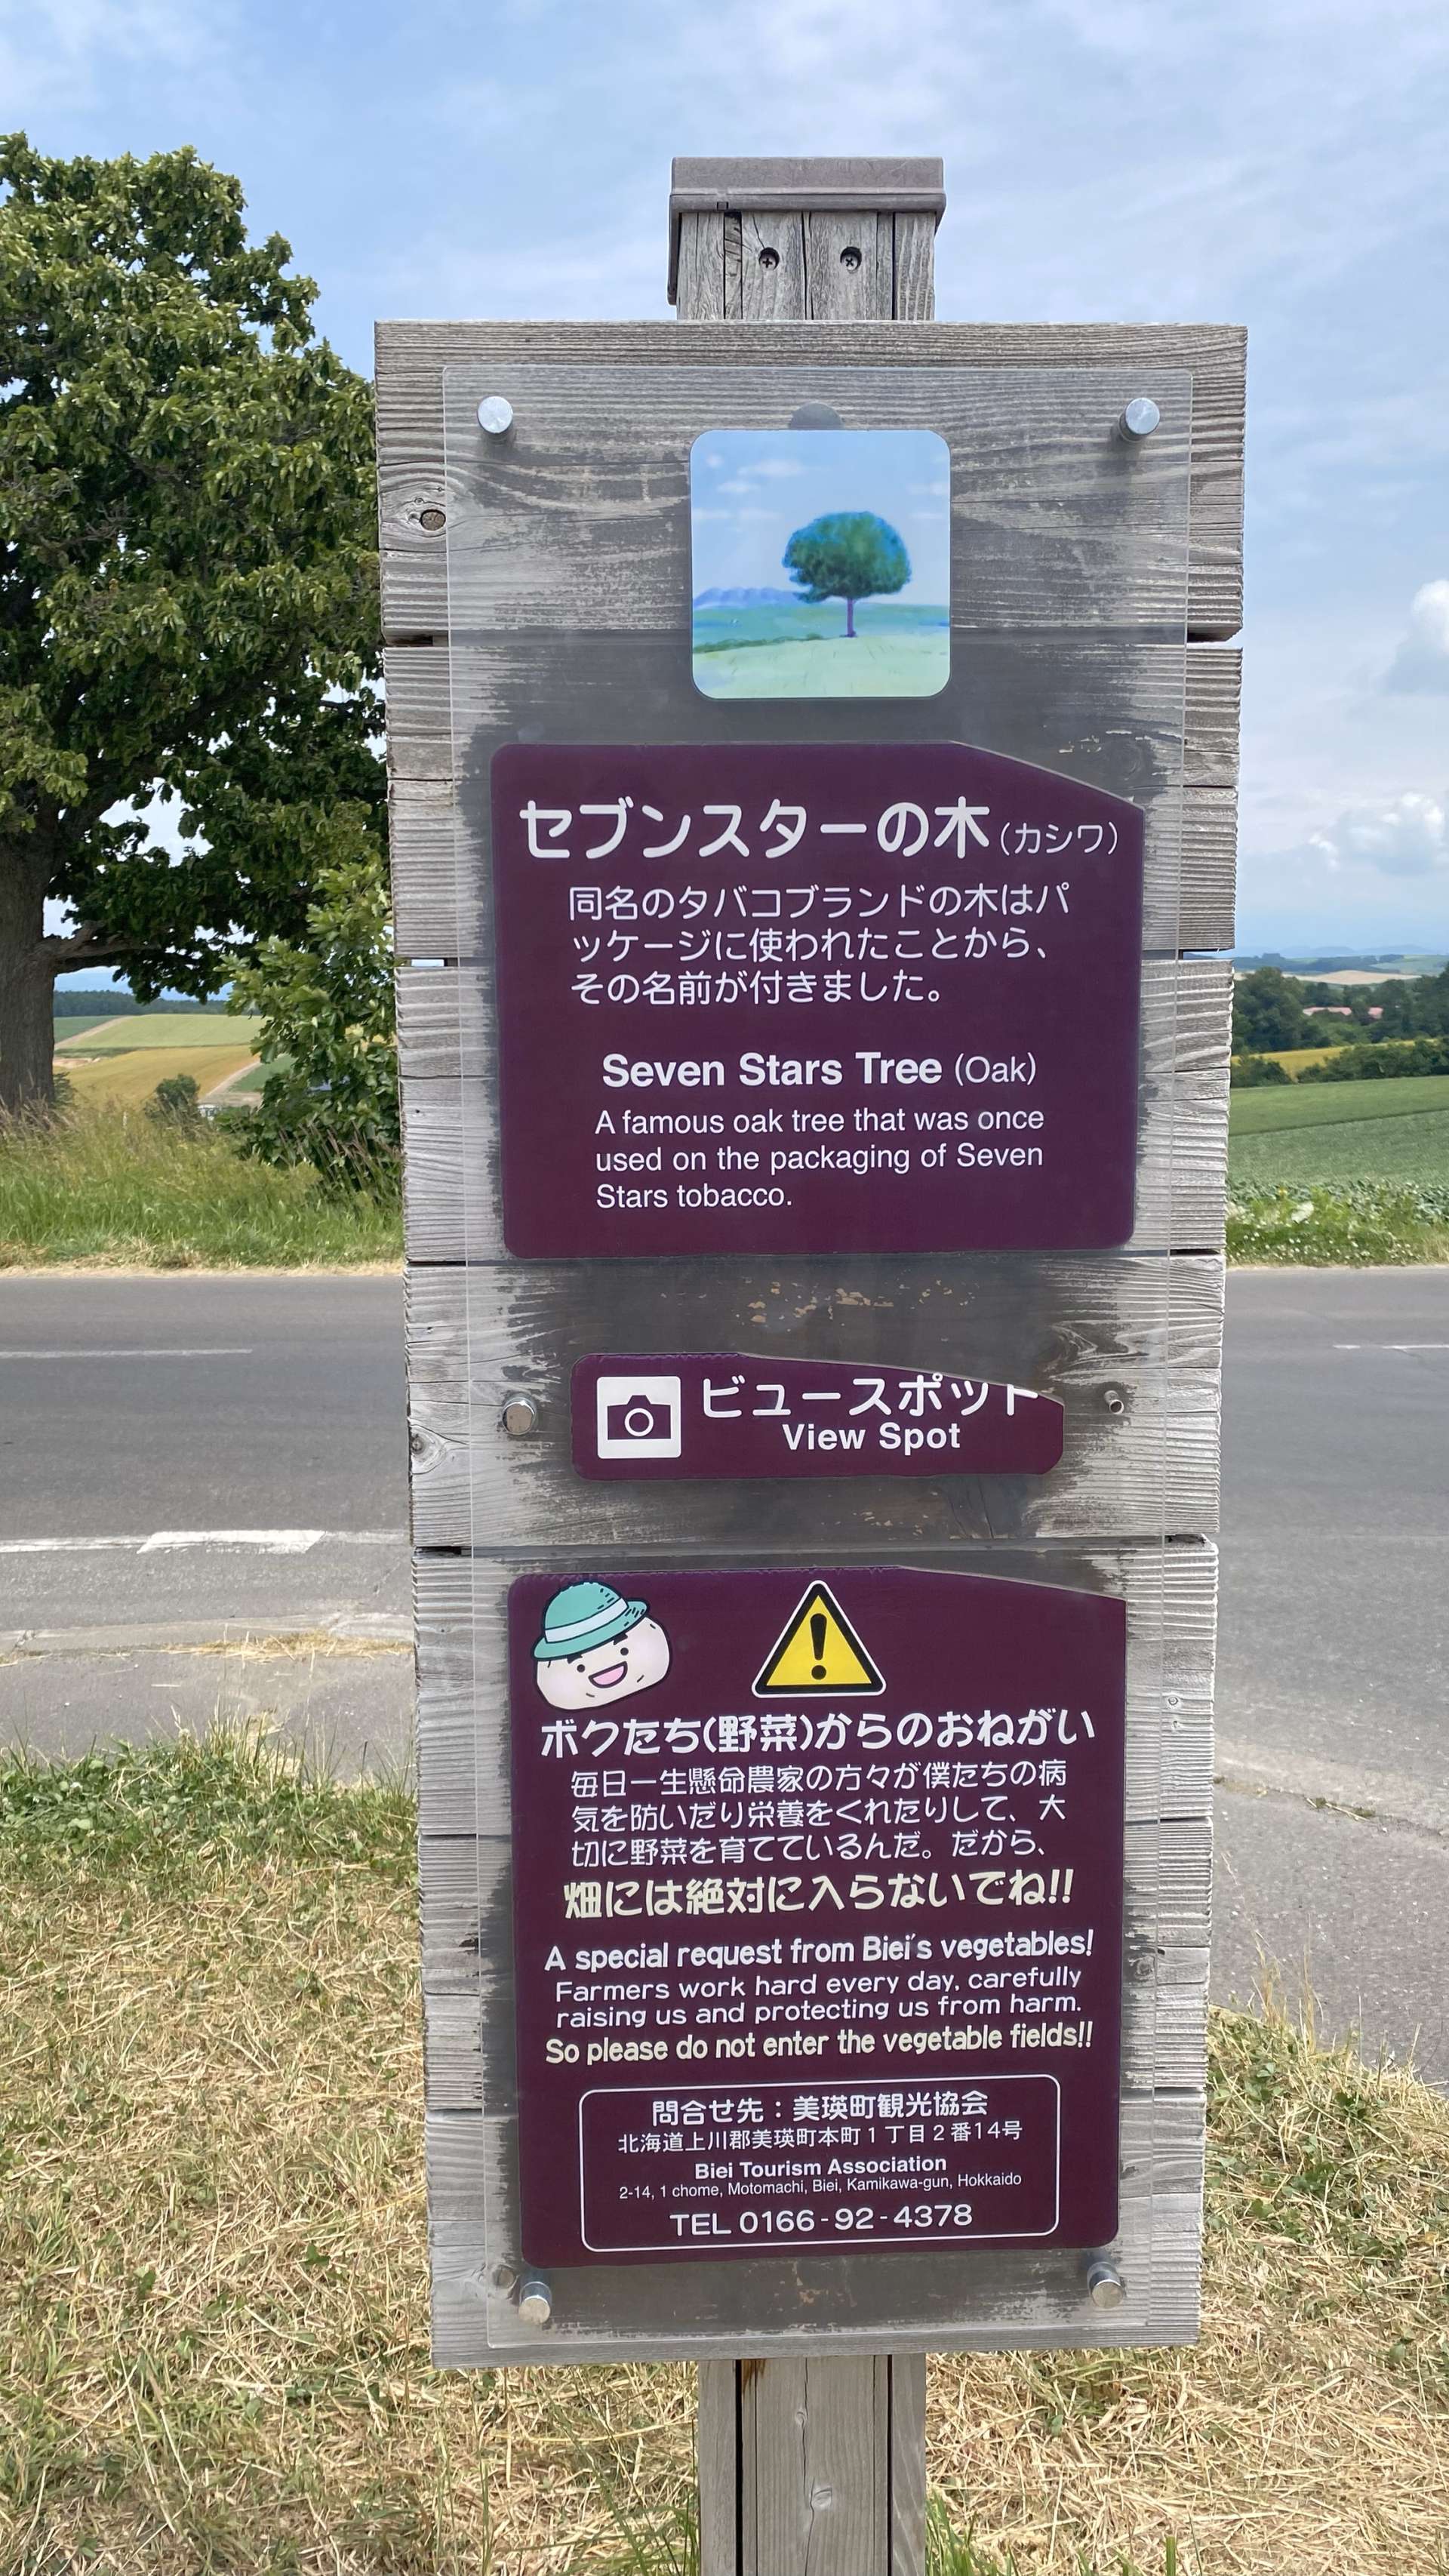 セブンスターの木(カシワ)
同名のタバコブランドの木はパ
ッケージに使われたことから、
その名前が付きました。
Seven Stars Tree (Oak)
A famous oak tree that was once
used on the packaging of Seven
Stars tobacco.
ビュースポット
View Spot
ボクたち(野菜)からのおねがい
毎日一生懸命農家の方々が僕たちの病
気を防いだり栄養をくれたりして、大
切に野菜を育てているんだ。だから、
畑には絶対に入らないでね!!
A special request from Biei's vegetables!
Farmers work hard every day, carefully
raising us and protecting us from harm.
So please do not enter the vegetable fields!!
問合せ先：美瑛町観光協会
北海道上川郡美瑛町本町1丁目2番14号
Biei Tourism Association
2-14, 1 chome, Motomachi, Biei, Kamikawa-gun, Hokkaido
TEL 0166-92-4378